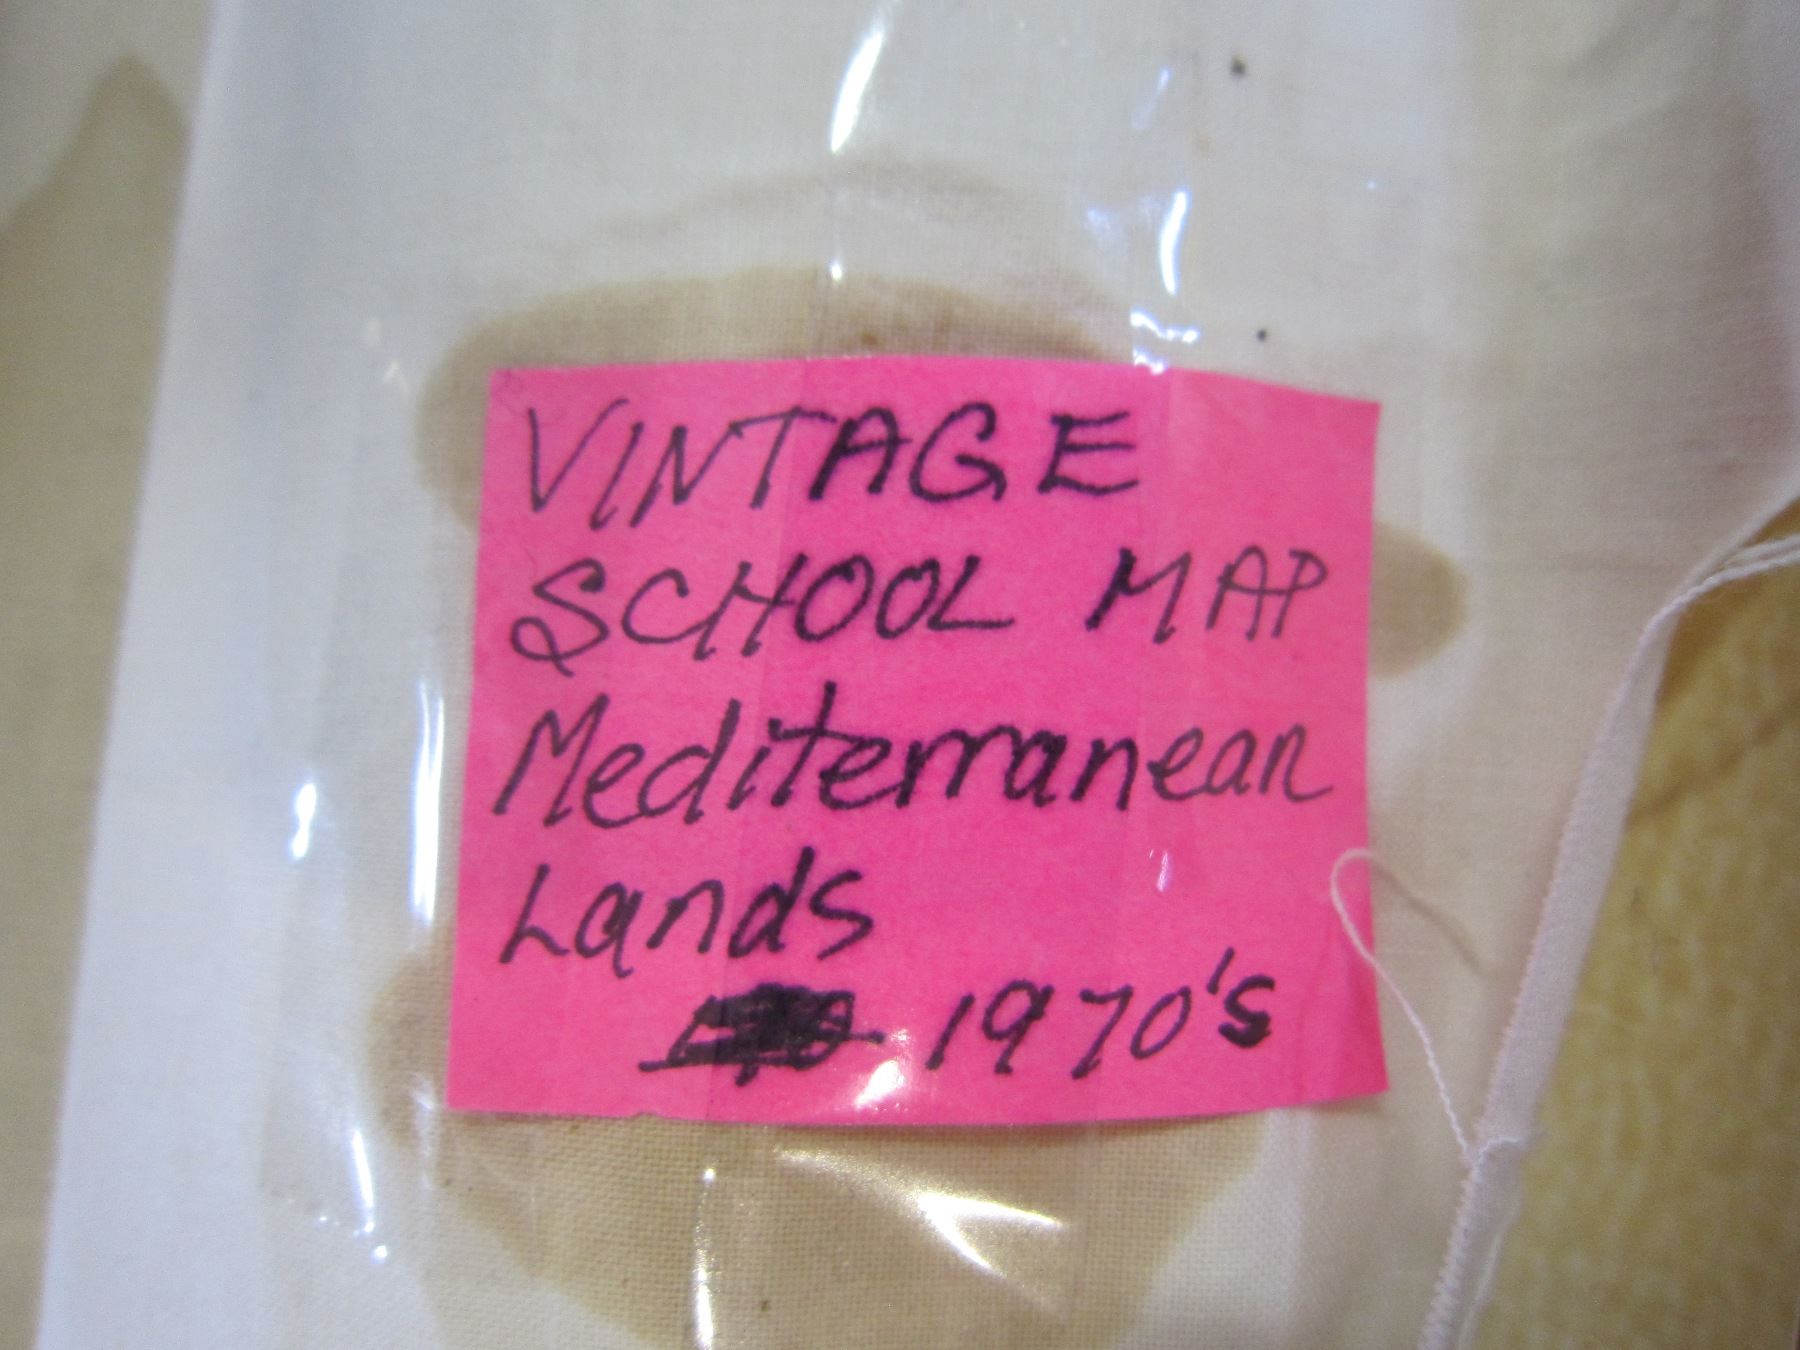 VINTAGE
SCHOOL MAP
Mediterranean
Lands
1970's